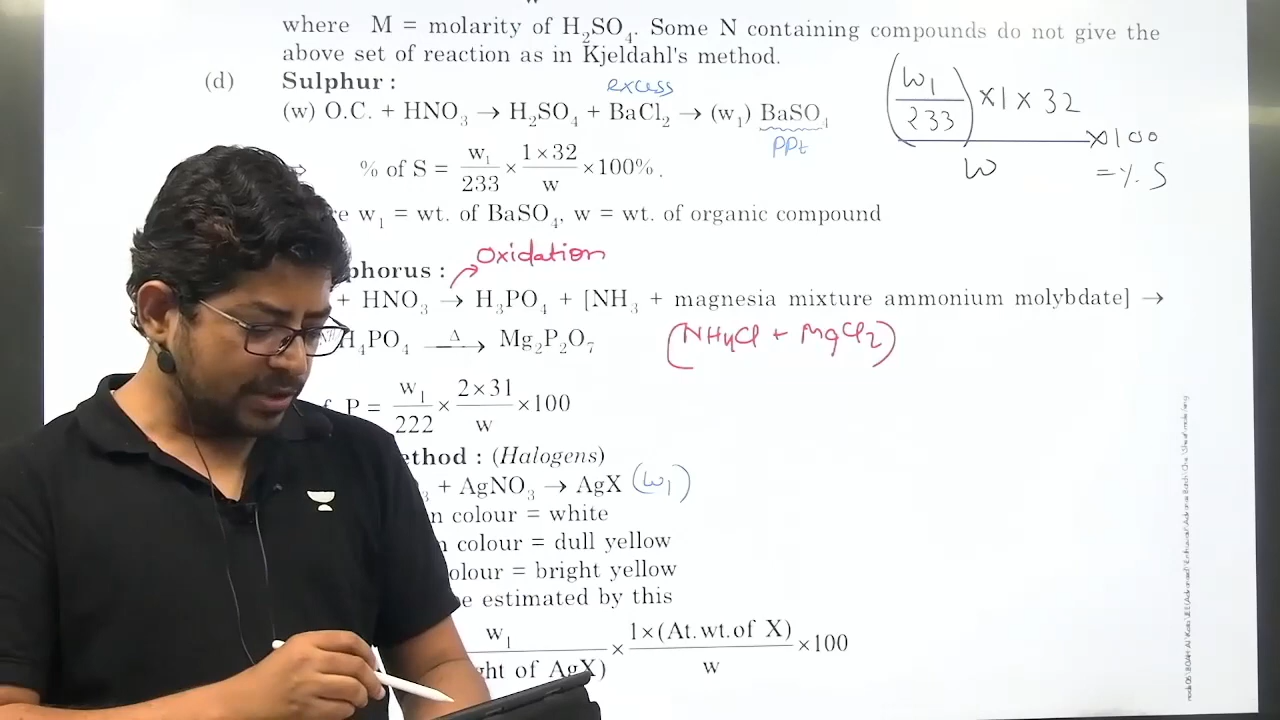 where M = molarity of H₂SO₄. Some N containing compounds do not give the
above set of reaction as in Kjeldahl's method.
(d) Sulphur :
excess
(w) O.C. + HNO₃ → H₂SO₄ + BaCl₂ → (w₁) BaSO₄
ppt
% of S = w₁/233 × 1×32/w ×100% .
w₁ = wt. of BaSO₄, w = wt. of organic compound
(w₁/233) × 1 × 32
w
×100
= % S
phorus :
Oxidation
+ HNO₃ → H₃PO₄ + [NH₃ + magnesia mixture ammonium molybdate] →
₄PO₄ —Δ→ Mg₂P₂O₇
(NH₄Cl + MgCl₂)
P = w₁/222 × 2×31/w ×100
ethod : (Halogens)
₃ + AgNO₃ → AgX (w₁)
n colour = white
colour = dull yellow
olour = bright yellow
be estimated by this
w₁/(ght of AgX) × 1×(At.wt.of X)/w ×100